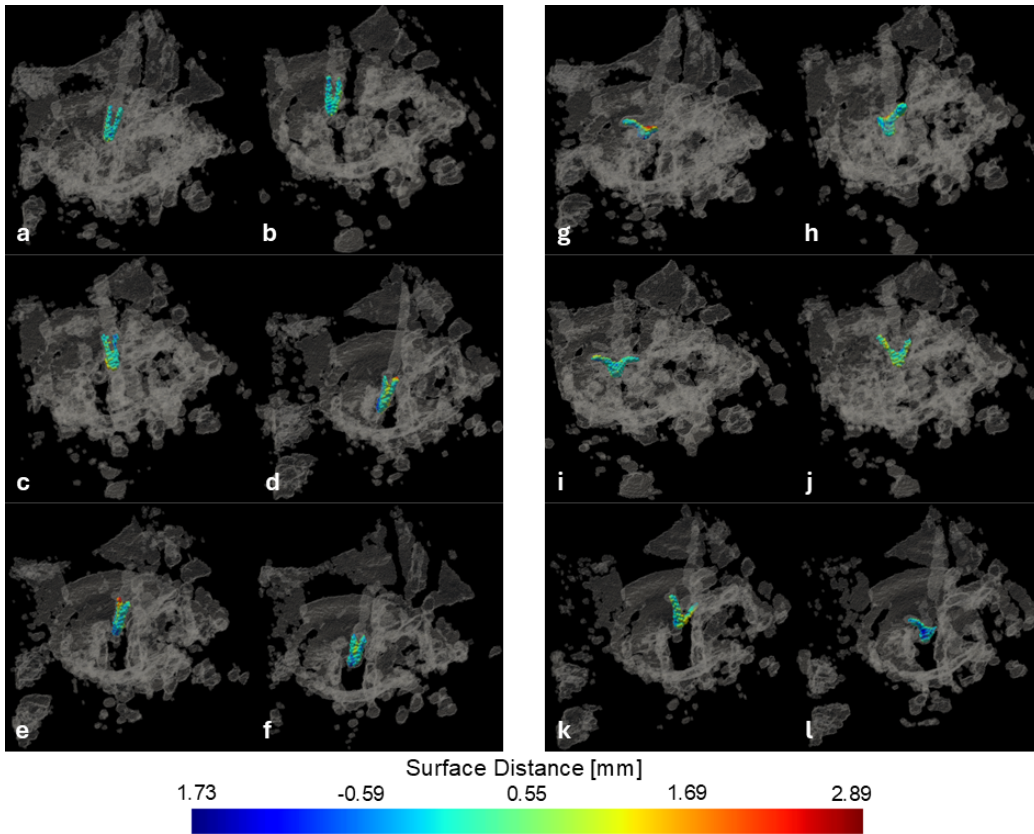 a b g h
c d i j
e f k l
Surface Distance [mm]
1.73 -0.59 0.55 1.69 2.89